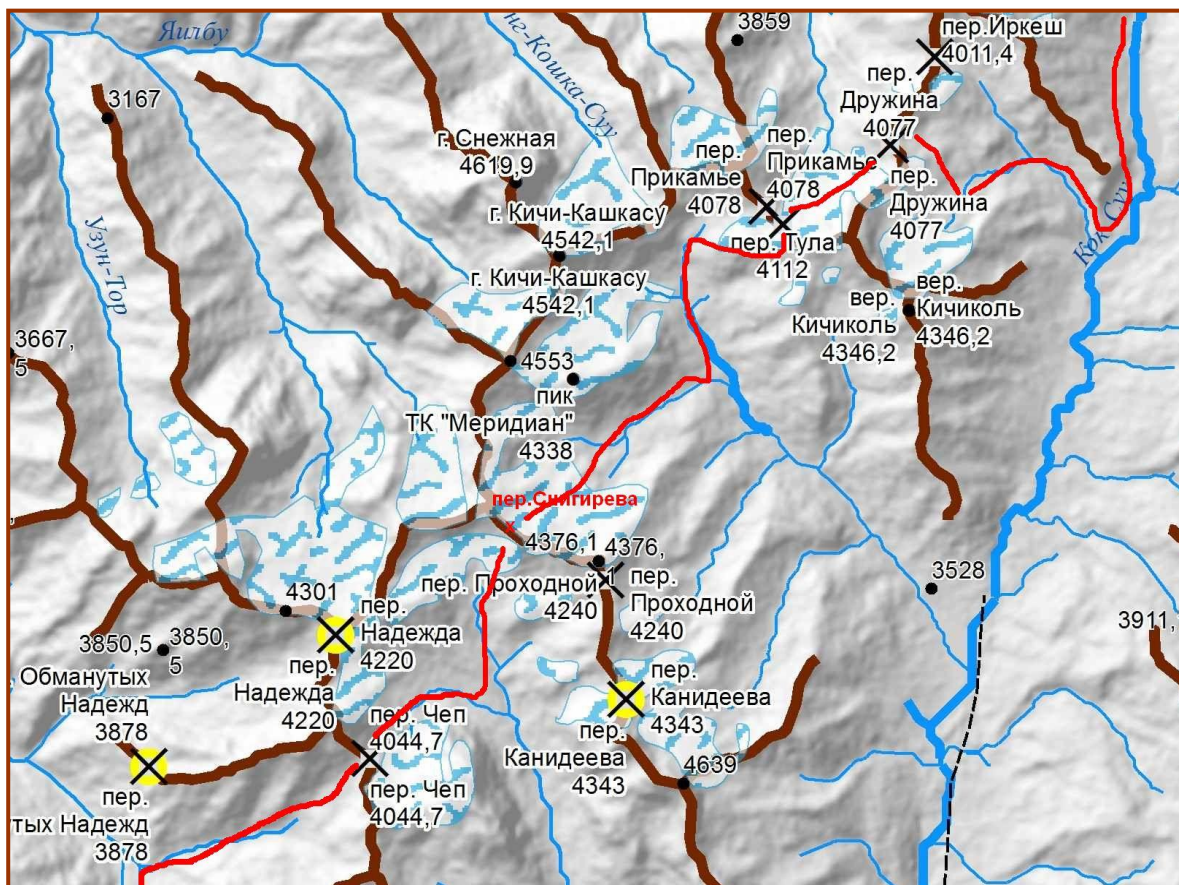 Яилбу
3859
пер.Иркеш
4011,4
нг-Кошка-Суу
3167
пер.
Дружина
4077
г. Снежная
4619,9
пер.
Прикамье
4078
пер.
Прикамье
4078
пер.
Дружина
4077
г. Кичи-Кашкасу
4542,1
пер. Тула
4112
Узун-Тор
Кок-Суу
г. Кичи-Кашкасу
4542,1
вер.
Кичиколь
4346,2
вер.
Кичиколь
4346,2
3667,
5
4553
пик
ТК "Меридиан"
4338
пер.Снигирева
4376,1
4376,
1
пер. Проходной
4240
пер.
Проходной
4240
3528
3911,
4301
пер.
Надежда
4220
3850,5
3850,
5
Обманутых
Надежд
3878
пер.
Надежда
4220
пер.
Канидеева
4343
пер. Чеп
4044,7
пер.
Канидеева
4343
4639
пер. Чеп
4044,7
пер.
тых Надежд
3878